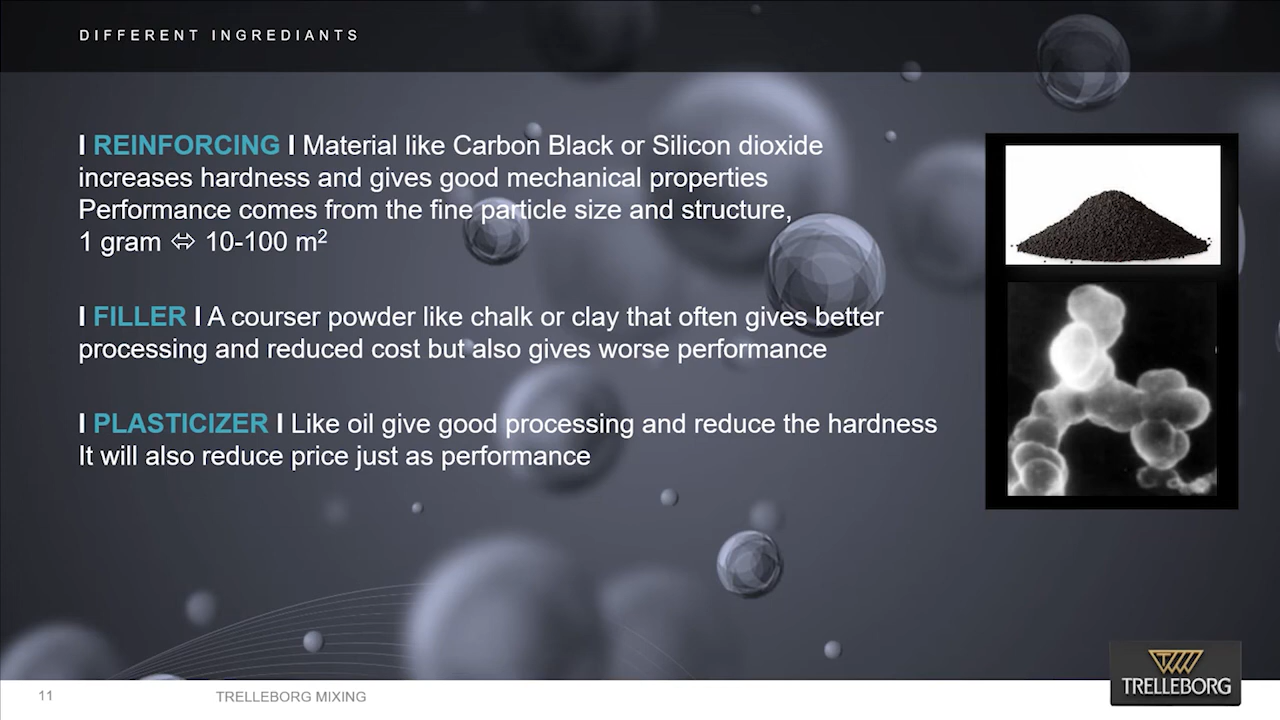 DIFFERENT INGREDIANTS
I REINFORCING I Material like Carbon Black or Silicon dioxide
increases hardness and gives good mechanical properties
Performance comes from the fine particle size and structure,
1 gram ⬄ 10-100 m²
I FILLER I A courser powder like chalk or clay that often gives better
processing and reduced cost but also gives worse performance
I PLASTICIZER I Like oil give good processing and reduce the hardness
It will also reduce price just as performance
11
TRELLEBORG MIXING
TRELLEBORG